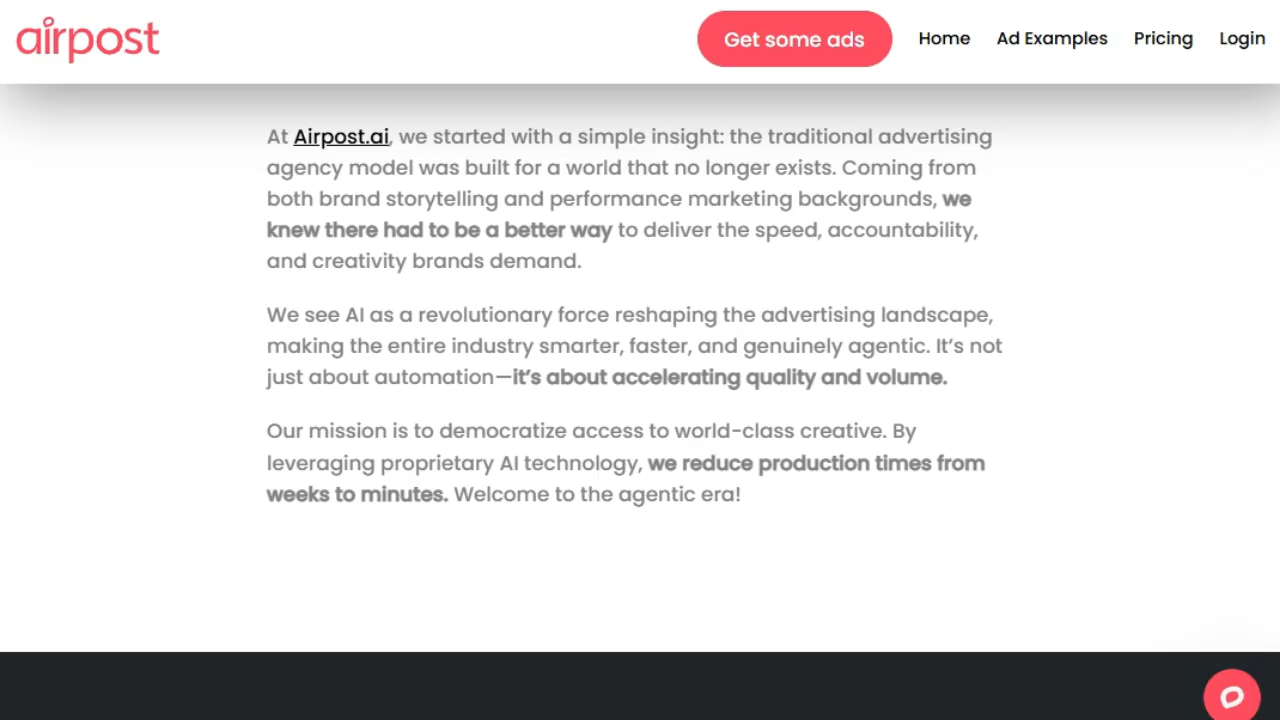 airpost
Get some ads
Home
Ad Examples
Pricing
Login
At Airpost.ai, we started with a simple insight: the traditional advertising
agency model was built for a world that no longer exists. Coming from
both brand storytelling and performance marketing backgrounds, we
knew there had to be a better way to deliver the speed, accountability,
and creativity brands demand.
We see AI as a revolutionary force reshaping the advertising landscape,
making the entire industry smarter, faster, and genuinely agentic. It’s not
just about automation—it’s about accelerating quality and volume.
Our mission is to democratize access to world-class creative. By
leveraging proprietary AI technology, we reduce production times from
weeks to minutes. Welcome to the agentic era!